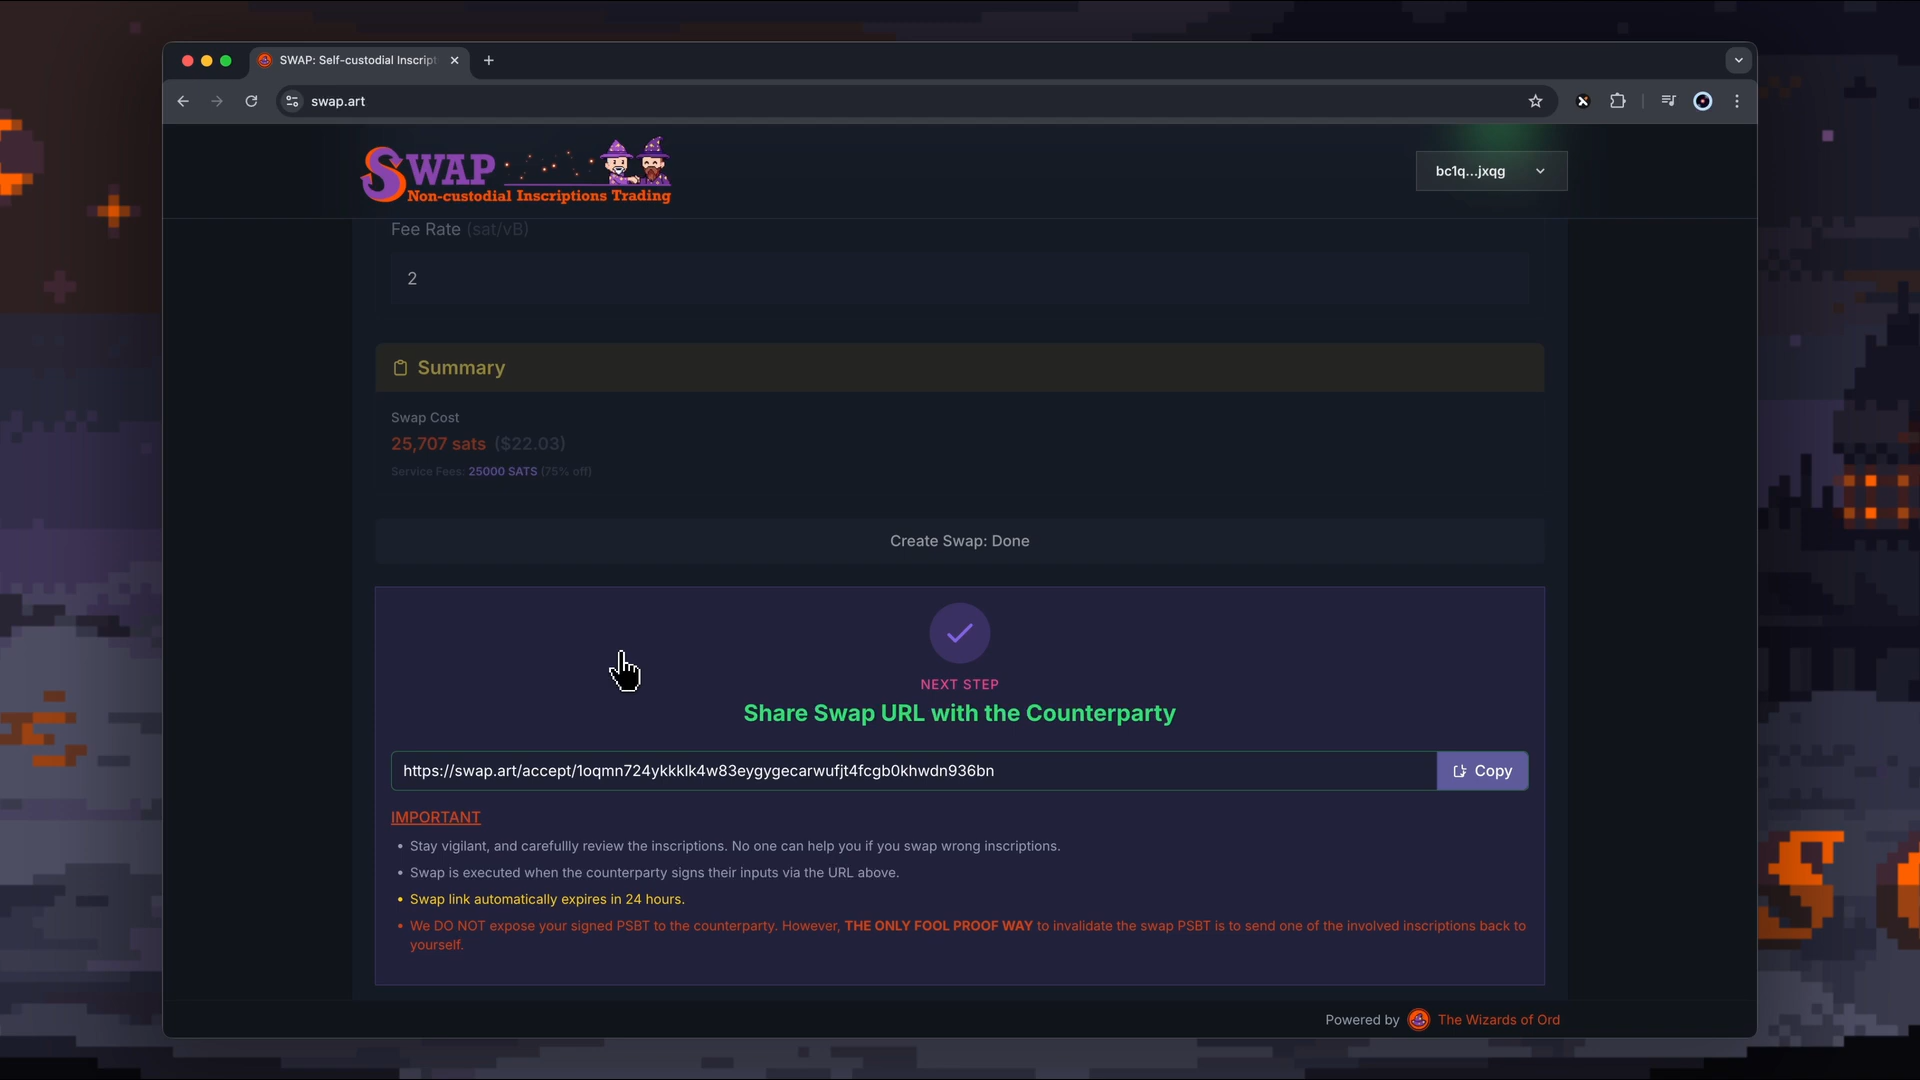 SWAP: Self-custodial Inscript
swap.art
SWAP
Non-custodial Inscriptions Trading
bc1q...jxqg
Fee Rate (sat/vB)
2
Summary
Swap Cost
25,707 sats ($22.03)
Service Fees: 25000 SATS (75% off)
Create Swap: Done
NEXT STEP
Share Swap URL with the Counterparty
https://swap.art/accept/1oqmn724ykkklk4w83eygygecarwufjt4fcgb0khwdn936bn
Copy
IMPORTANT
• Stay vigilant, and carefullly review the inscriptions. No one can help you if you swap wrong inscriptions.
• Swap is executed when the counterparty signs their inputs via the URL above.
• Swap link automatically expires in 24 hours.
• We DO NOT expose your signed PSBT to the counterparty. However, THE ONLY FOOL PROOF WAY to invalidate the swap PSBT is to send one of the involved inscriptions back to
yourself.
Powered by The Wizards of Ord